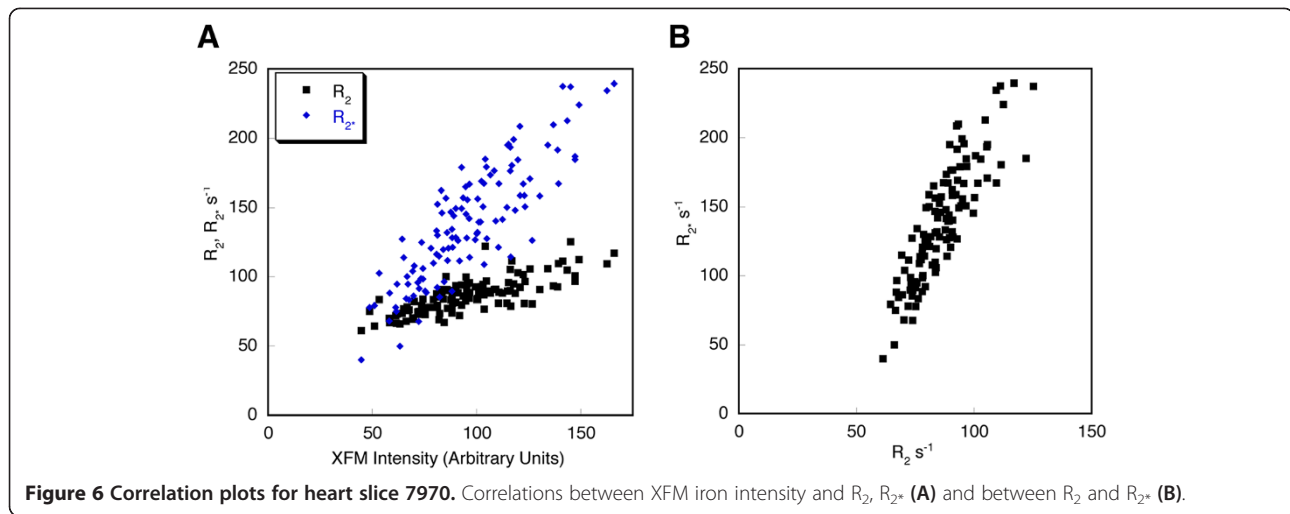 A
B
250
200
150
100
50
0
R₂
R₂*
R₂, R₂* s⁻¹
0 50 100 150
XFM Intensity (Arbitrary Units)
250
200
150
100
50
0
R₂* s⁻¹
0 50 100 150
R₂ s⁻¹
Figure 6 Correlation plots for heart slice 7970. Correlations between XFM iron intensity and R₂, R₂* (A) and between R₂ and R₂* (B).